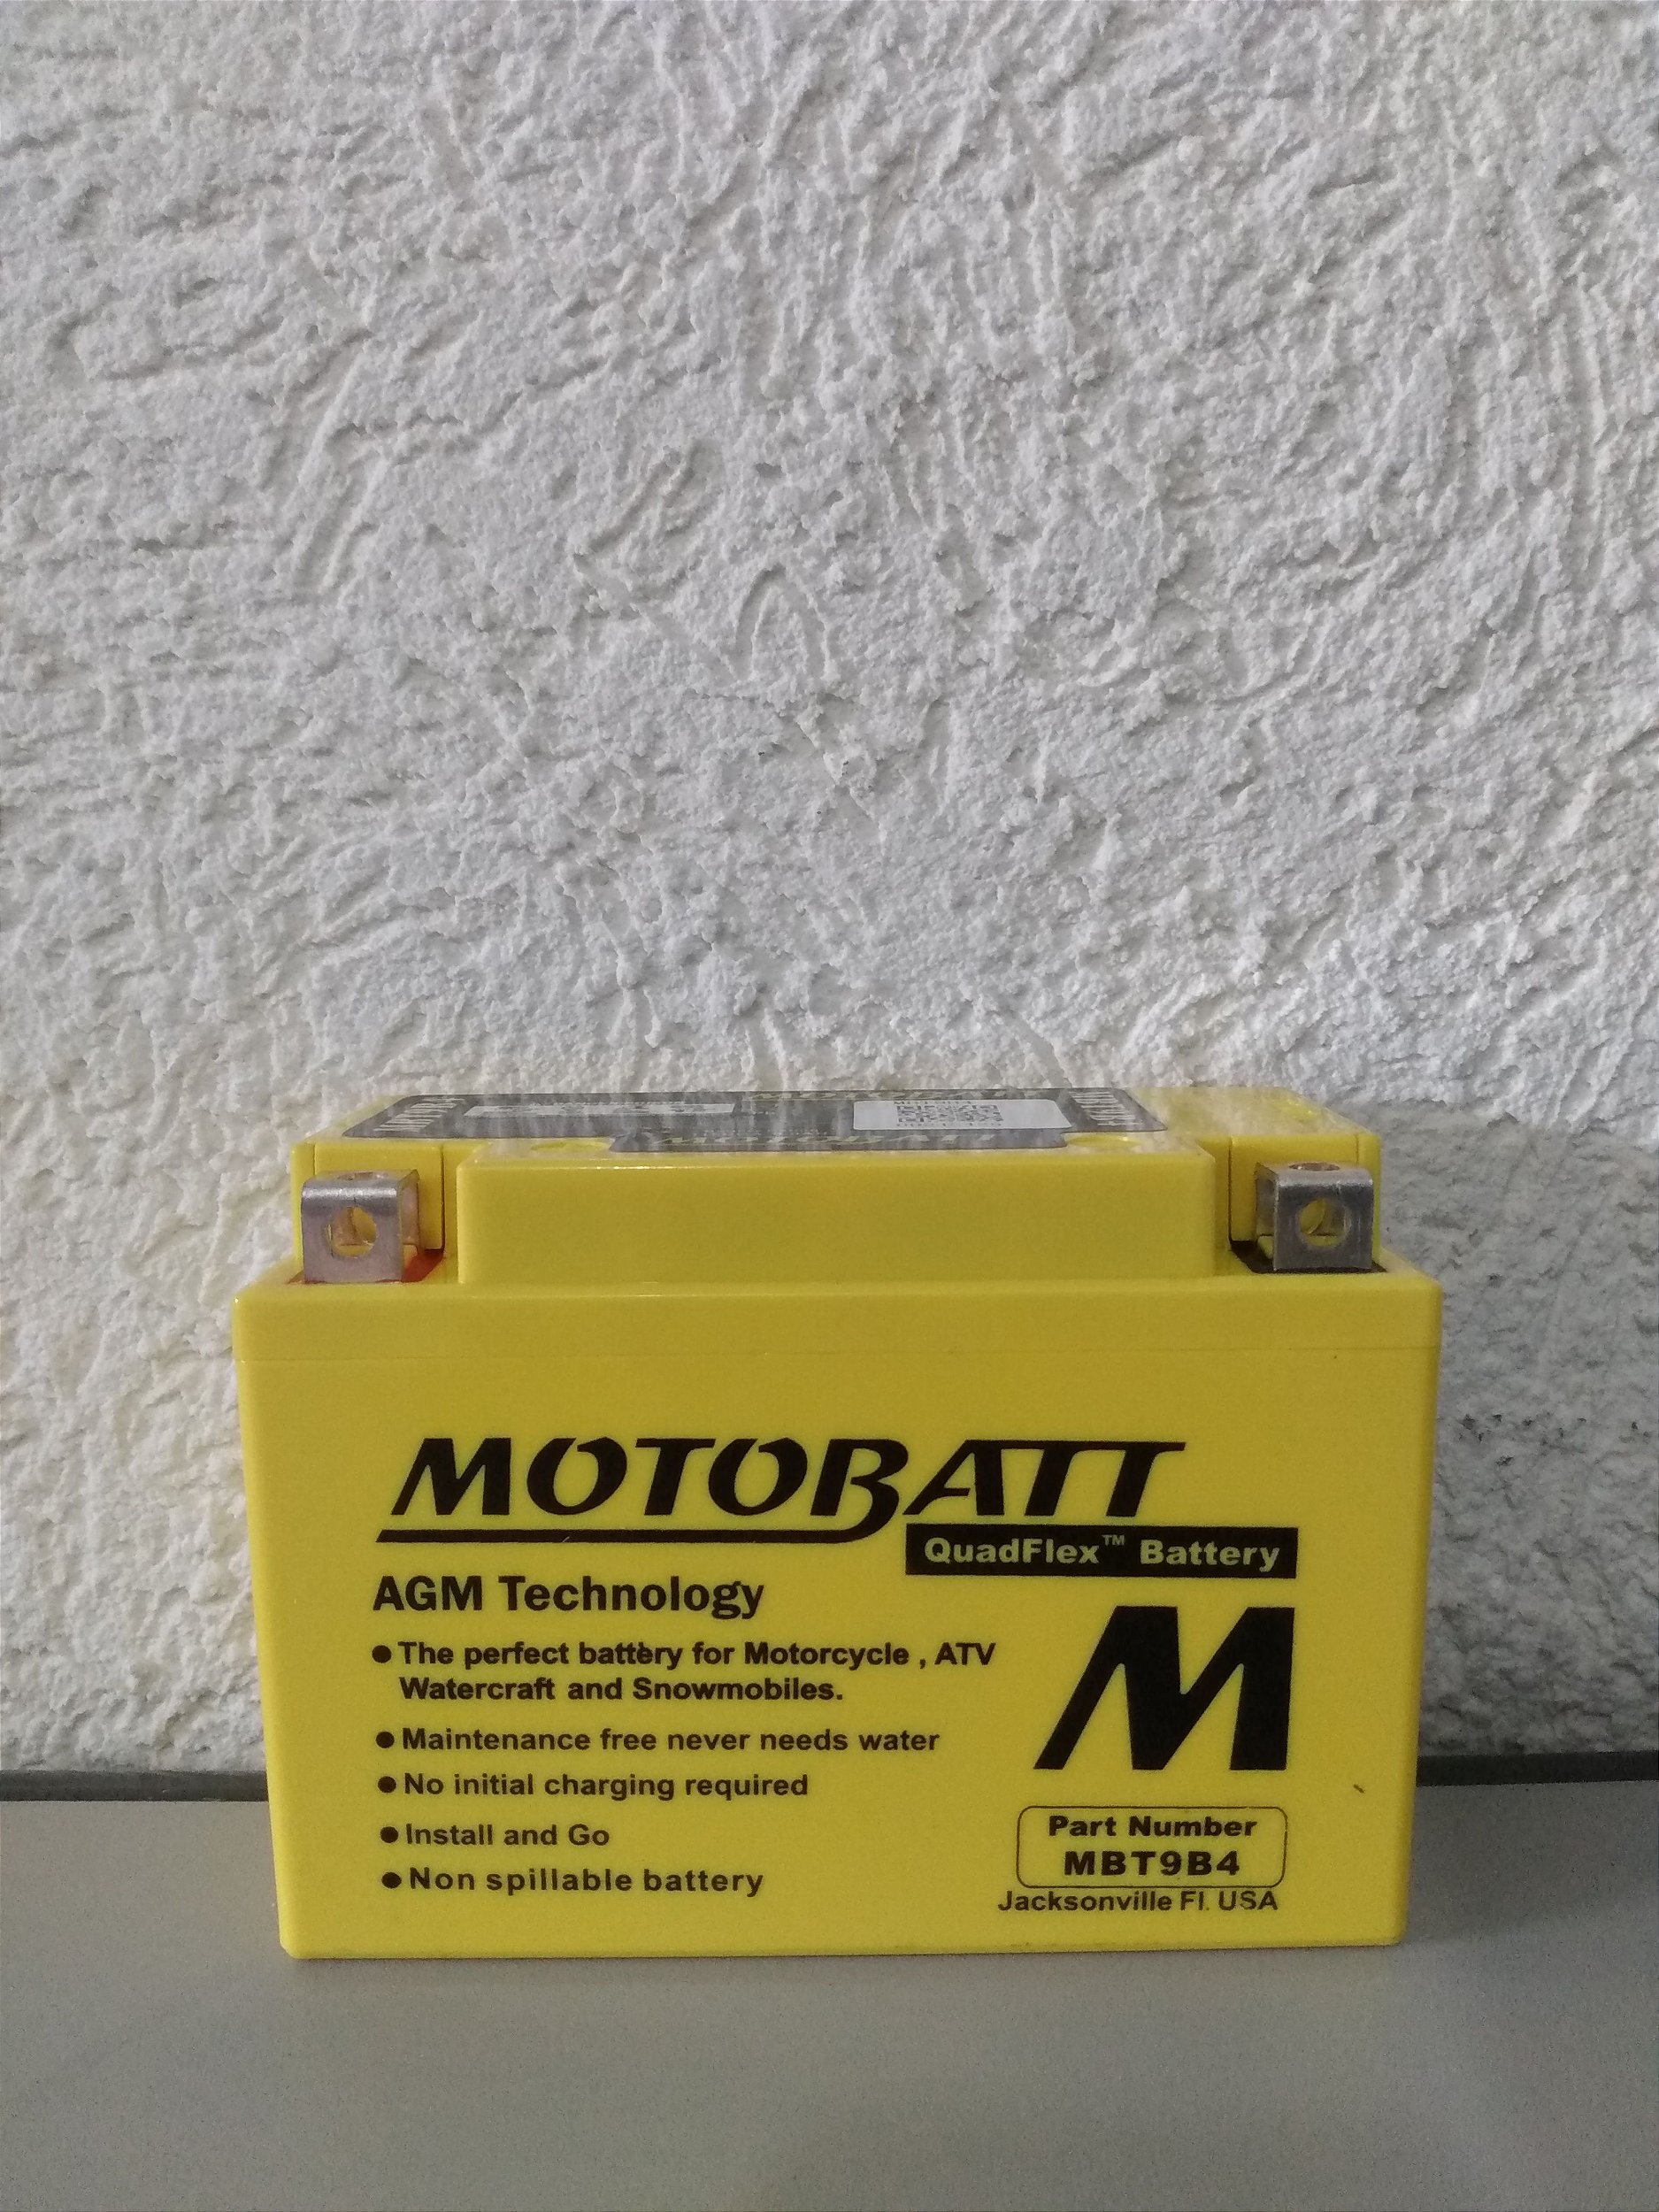 MOTOBATT
QuadFlex™ Battery
AGM Technology
● The perfect battery for Motorcycle , ATV
Watercraft and Snowmobiles.
● Maintenance free never needs water
● No initial charging required
● Install and Go
● Non spillable battery
M
Part Number
MBT9B4
Jacksonville Fl. USA